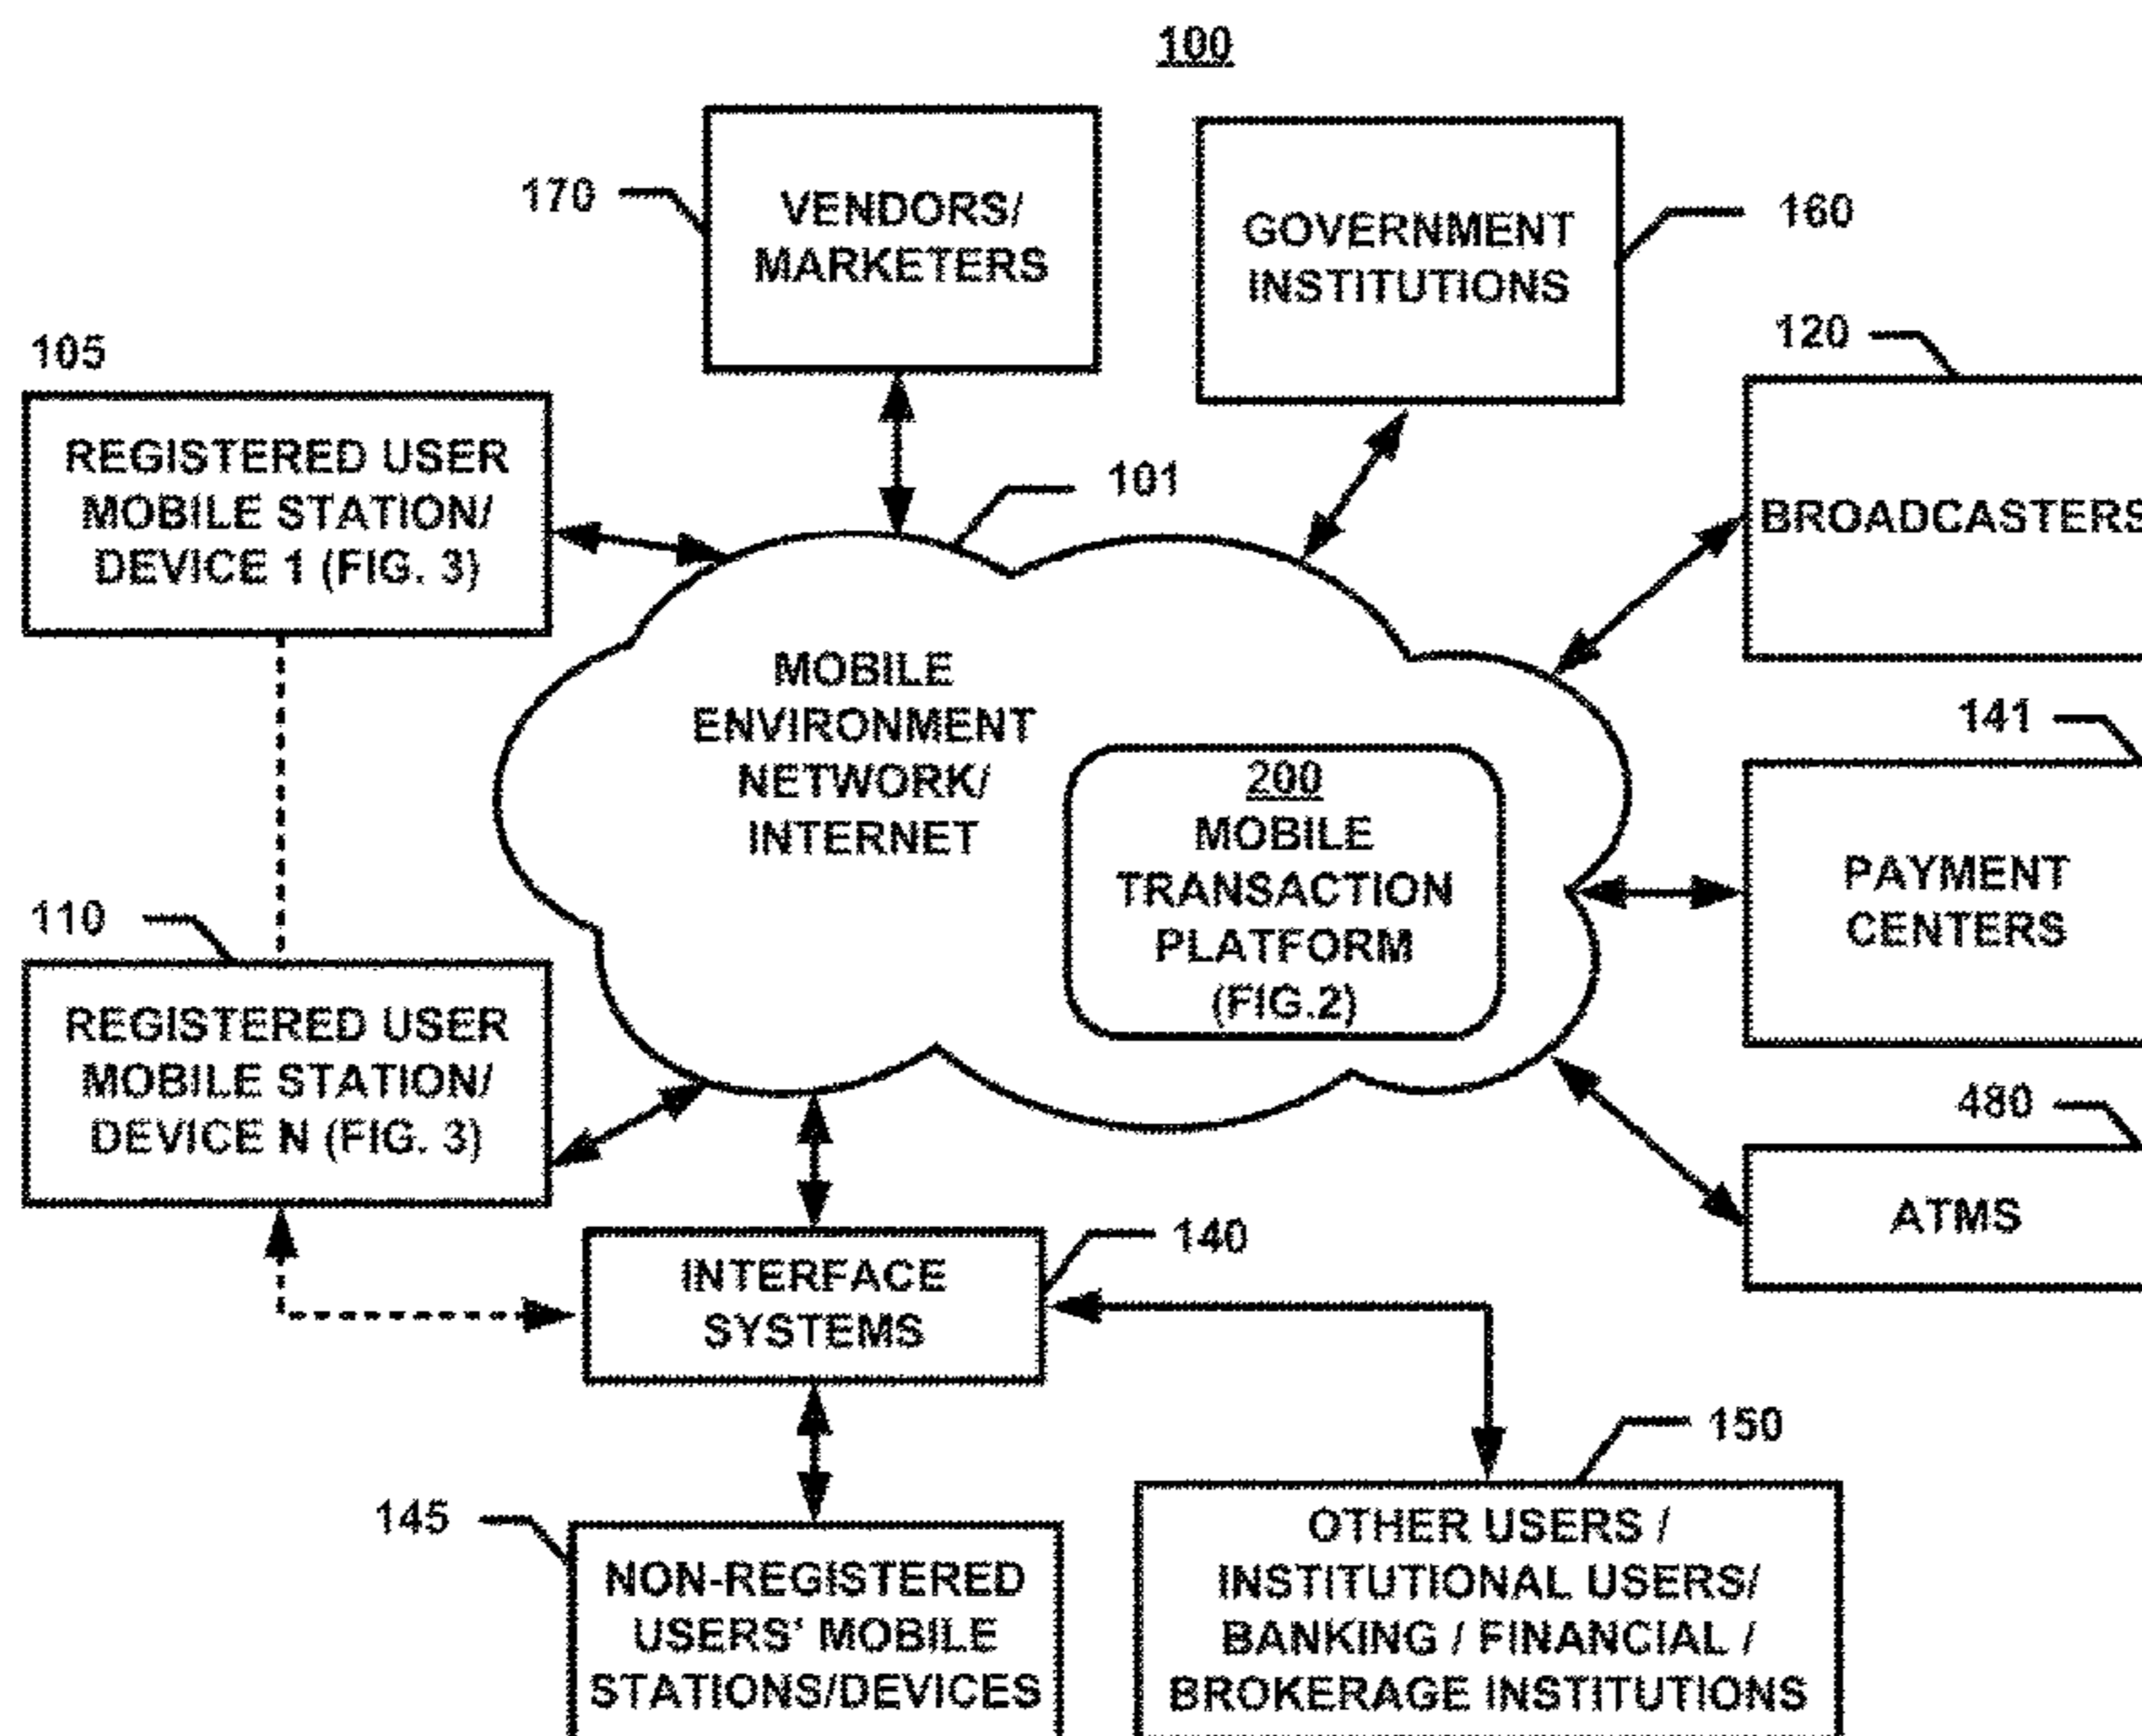 100
170
VENDORS/
MARKETERS
GOVERNMENT
INSTITUTIONS
160
105
REGISTERED USER
MOBILE STATION/
DEVICE 1 (FIG. 3)
101
120
BROADCASTERS
MOBILE
ENVIRONMENT
NETWORK/
INTERNET
200
MOBILE
TRANSACTION
PLATFORM
(FIG.2)
141
PAYMENT
CENTERS
110
REGISTERED USER
MOBILE STATION/
DEVICE N (FIG. 3)
480
ATMS
140
INTERFACE
SYSTEMS
145
NON-REGISTERED
USERS' MOBILE
STATIONS/DEVICES
150
OTHER USERS /
INSTITUTIONAL USERS/
BANKING / FINANCIAL /
BROKERAGE INSTITUTIONS